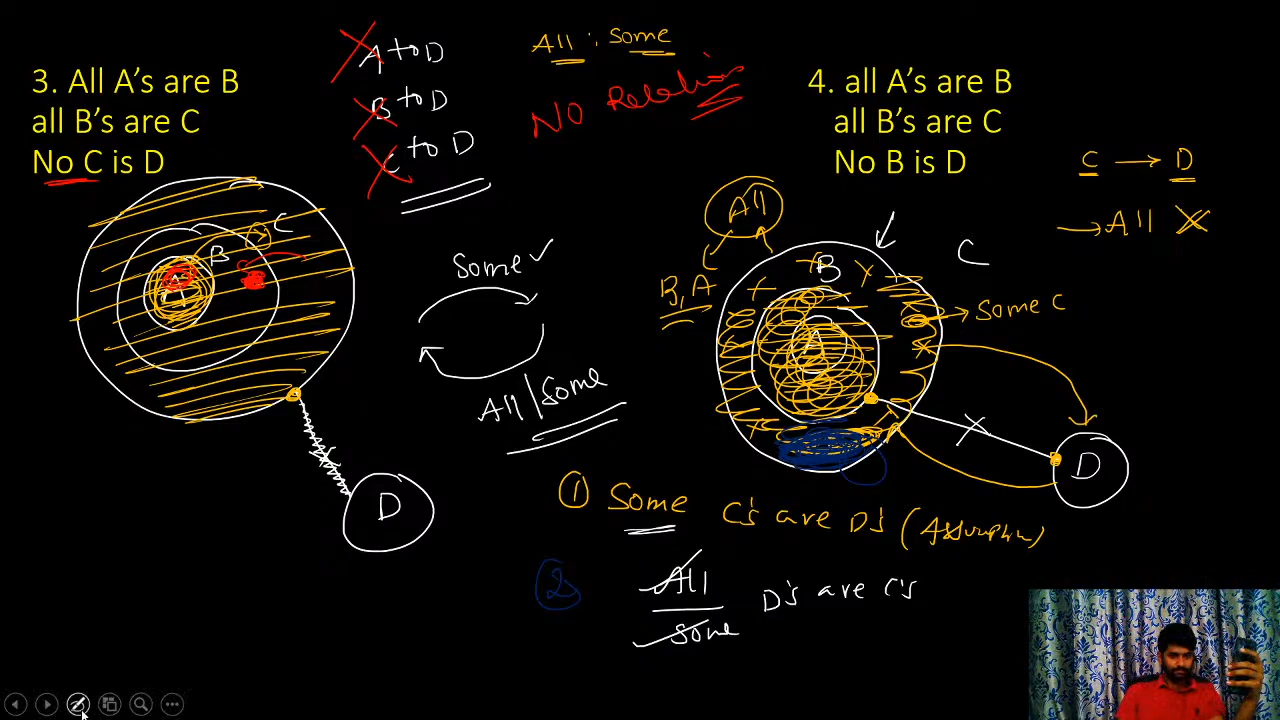 3. All A's are B
all B's are C
No C is D
A to D
B to D
C to D
All : Some
NO Relations
4. all A's are B
all B's are C
No B is D
C → D
→ All X
C
B
A
D
Some ✓
All/Some
All
B, A
B
A
C
→ Some C
D
① Some C's are D's (Assumption)
② All
Some
D's are C's